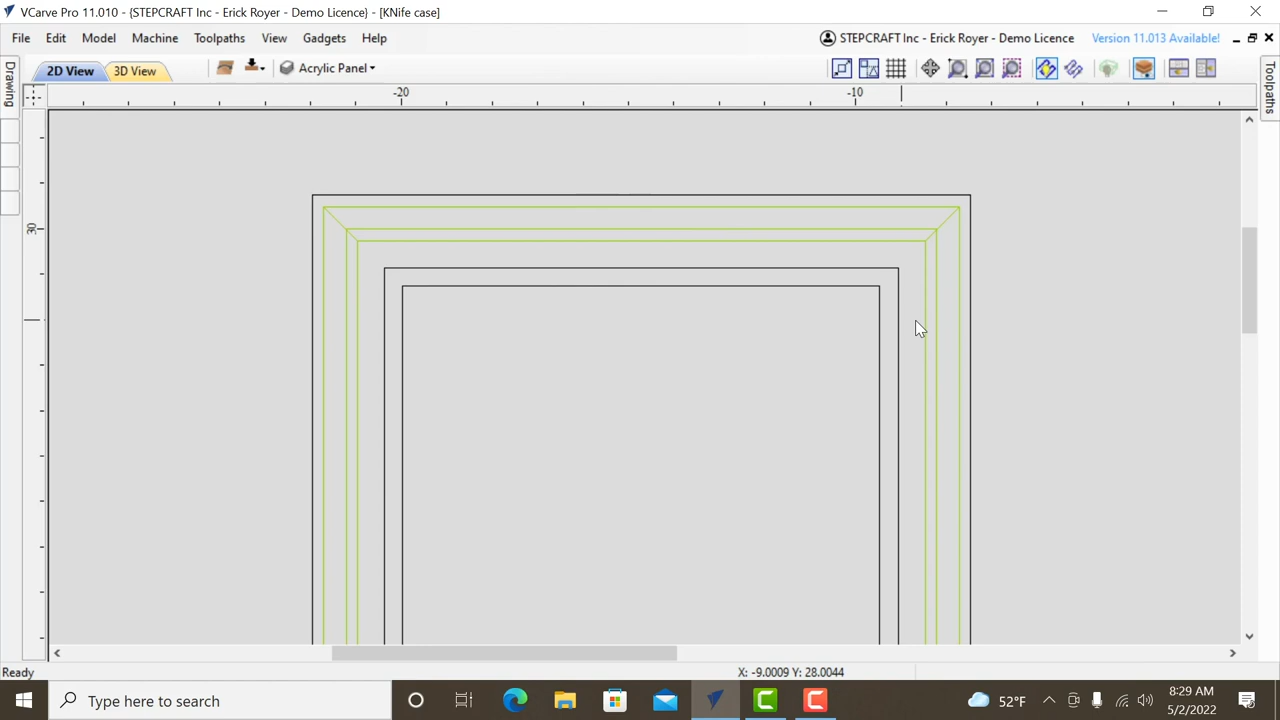 VCarve Pro 11.010 - {STEPCRAFT Inc - Erick Royer - Demo Licence} - [KNife case]
File Edit Model Machine Toolpaths View Gadgets Help
STEPCRAFT Inc - Erick Royer - Demo Licence Version 11.013 Available!
2D View 3D View Acrylic Panel
Drawing
Toolpaths
-20 -10
30
Ready X: -9.0009 Y: 28.0044
Type here to search
52°F
8:29 AM
5/2/2022